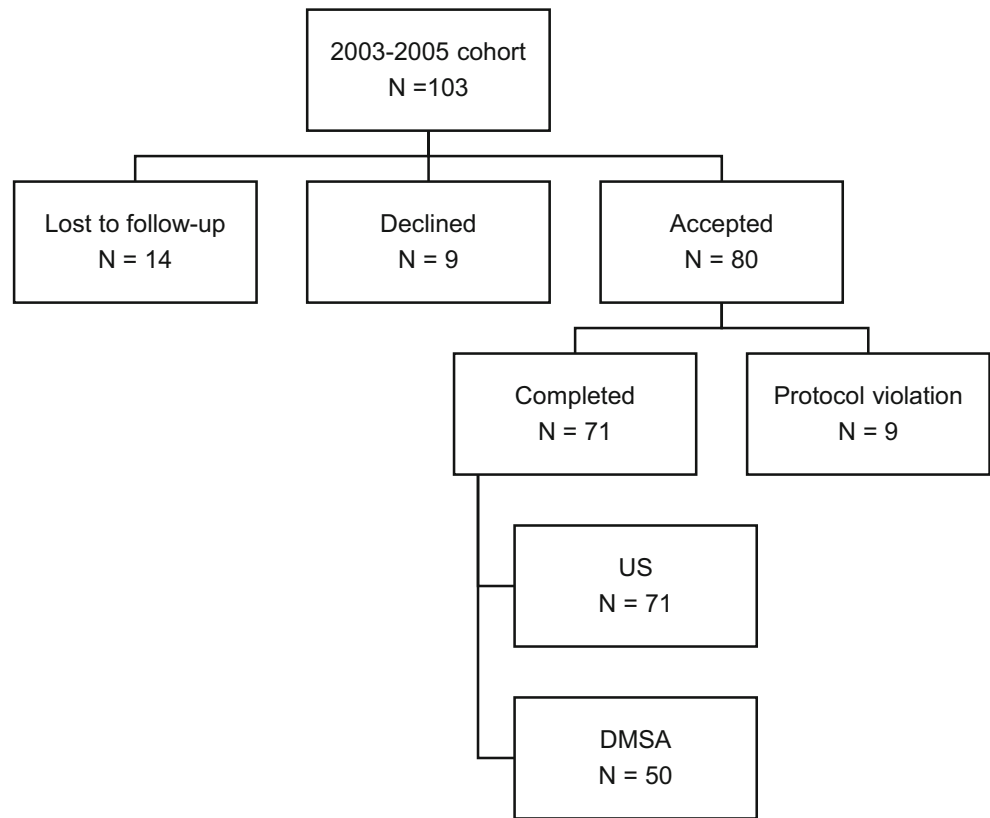 2003-2005 cohort
N =103
Lost to follow-up
N = 14
Declined
N = 9
Accepted
N = 80
Completed
N = 71
Protocol violation
N = 9
US
N = 71
DMSA
N = 50